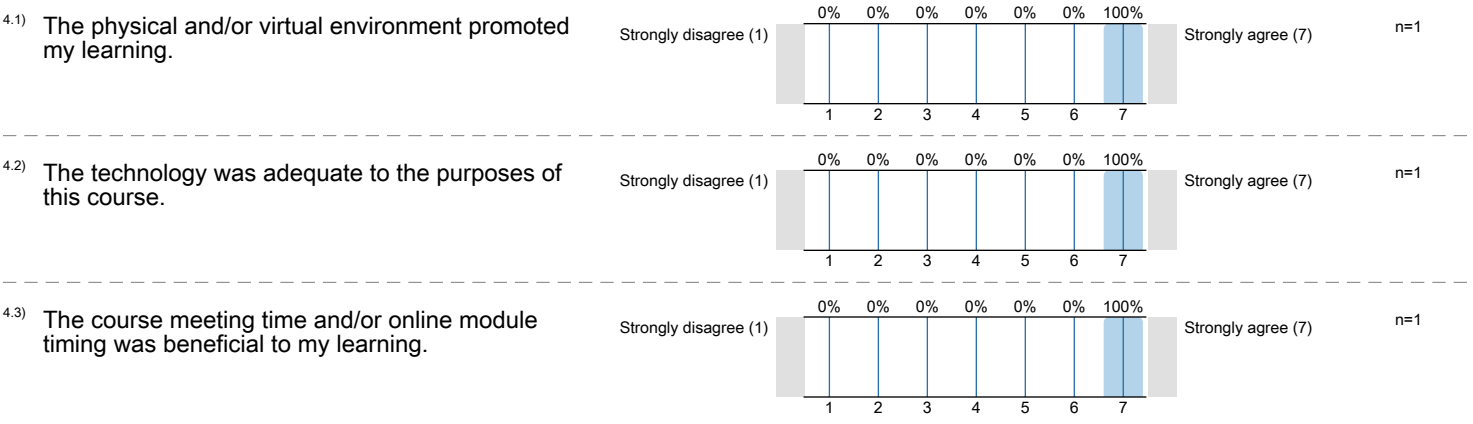 4.1) The physical and/or virtual environment promoted
my learning.
Strongly disagree (1)
0% 0% 0% 0% 0% 0% 100%
1 2 3 4 5 6 7
Strongly agree (7)
n=1
4.2) The technology was adequate to the purposes of
this course.
Strongly disagree (1)
0% 0% 0% 0% 0% 0% 100%
1 2 3 4 5 6 7
Strongly agree (7)
n=1
4.3) The course meeting time and/or online module
timing was beneficial to my learning.
Strongly disagree (1)
0% 0% 0% 0% 0% 0% 100%
1 2 3 4 5 6 7
Strongly agree (7)
n=1